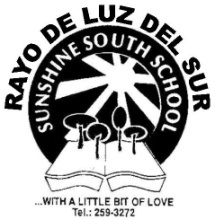 RAYO DE LUZ DEL SUR
SUNSHINE SOUTH SCHOOL
...WITH A LITTLE BIT OF LOVE
Tel.: 259-3272